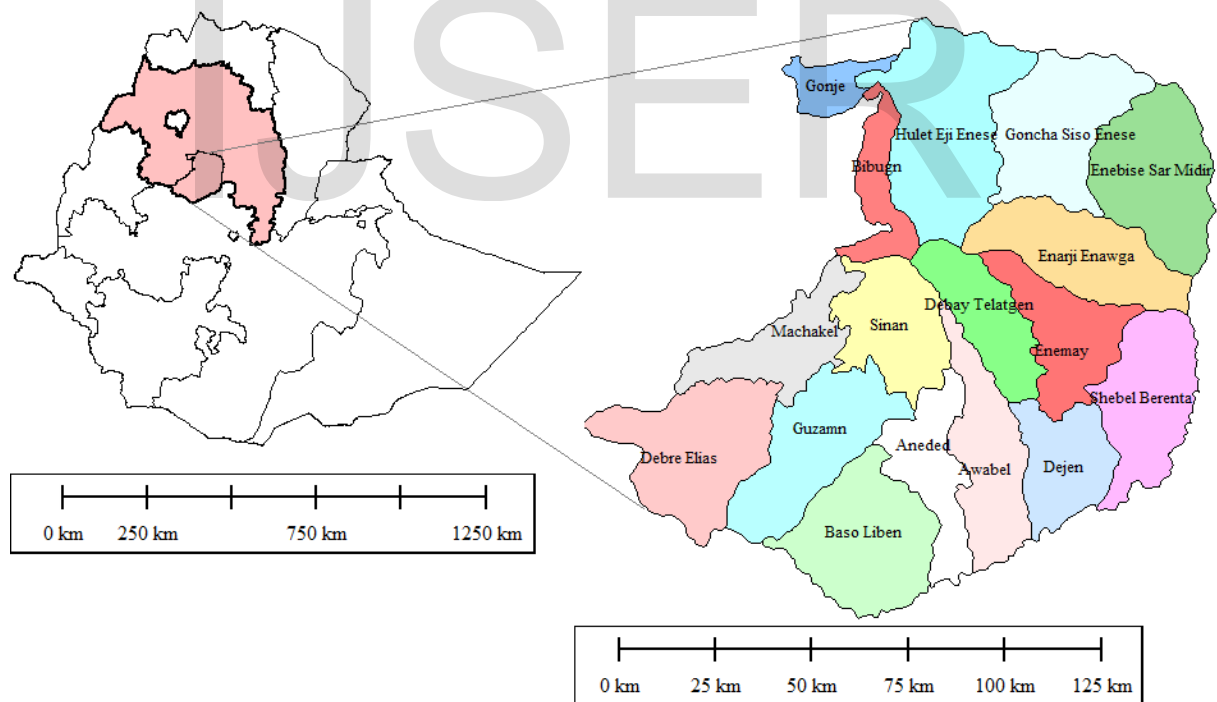 IJSER
Gonje
Hulet Eji Enese
Goncha Siso Enese
Bibugn
Enebise Sar Midir
Enarji Enawga
Debay Telatgen
Machakel
Sinan
Enemay
Shebel Berenta
Guzamn
Debre Elias
Aneded
Awabel
Dejen
Baso Liben
0 km 250 km 750 km 1250 km
0 km 25 km 50 km 75 km 100 km 125 km